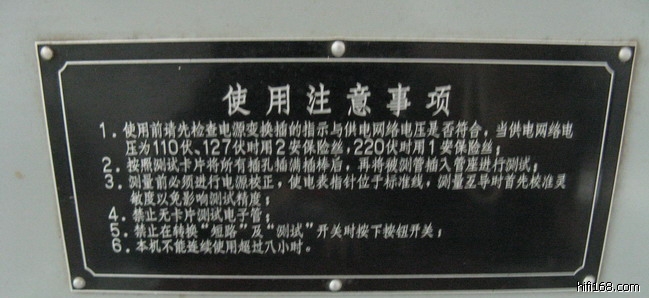 使用注意事项
1. 使用前请先检查电源变换插的指示与供电网络电压是否符合，当供电网络电
压为110伏、127伏时用2安保险丝，220伏时用1安保险丝；
2. 按照测试卡片将所有插孔插满插棒后，再将被测管插入管座进行测试；
3. 测量前必须进行电源校正，使电表指针位于标准线，测量互导时首先校准灵
敏度以免影响测试精度；
4. 禁止无卡片测试电子管；
5. 禁止在转换“短路”及“测试”开关时按下按钮开关；
6. 本机不能连续使用超过八小时。
hifi168.com